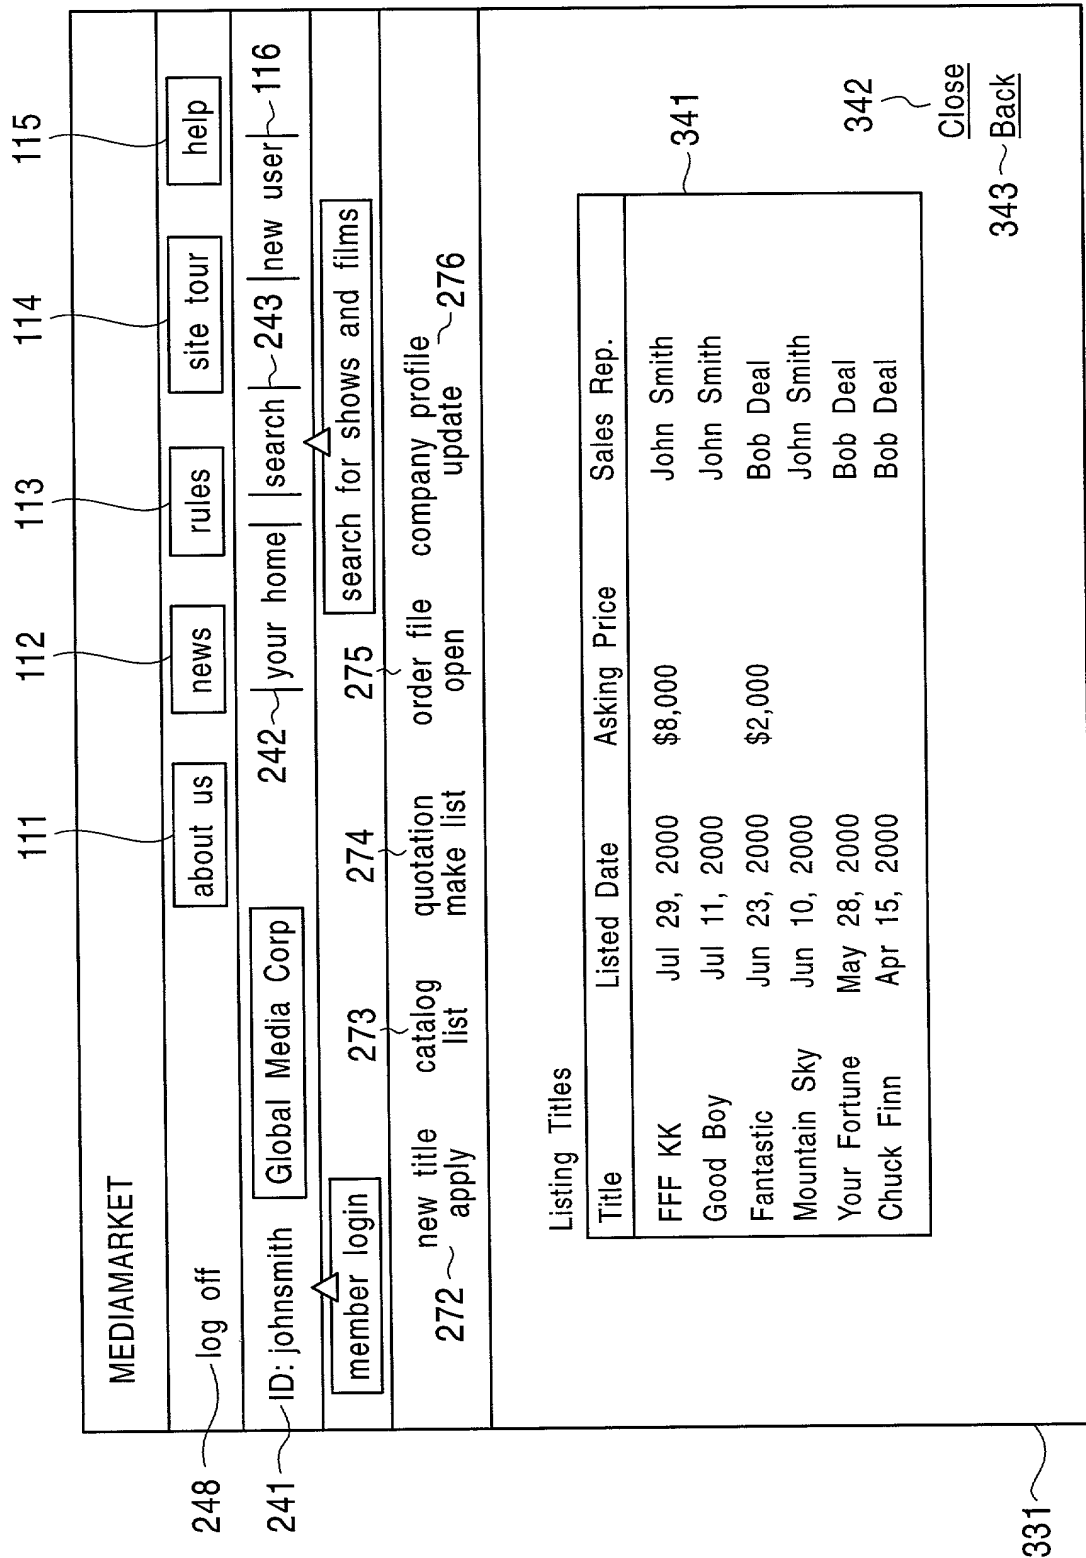 111 112 113 114 115
MEDIAMARKET
248 log off about us news rules site tour help
241 ID: johnsmith Global Media Corp 242 your home search 243 new user 116
member login search for shows and films
273 274 275
272 new title catalog quotation order file company profile 276
apply list make list open update
Listing Titles
Title Listed Date Asking Price Sales Rep.
341
FFF KK Jul 29, 2000 $8,000 John Smith
Good Boy Jul 11, 2000 John Smith
Fantastic Jun 23, 2000 $2,000 Bob Deal
Mountain Sky Jun 10, 2000 John Smith
Your Fortune May 28, 2000 Bob Deal
Chuck Finn Apr 15, 2000 Bob Deal
342
Close
343 Back
331